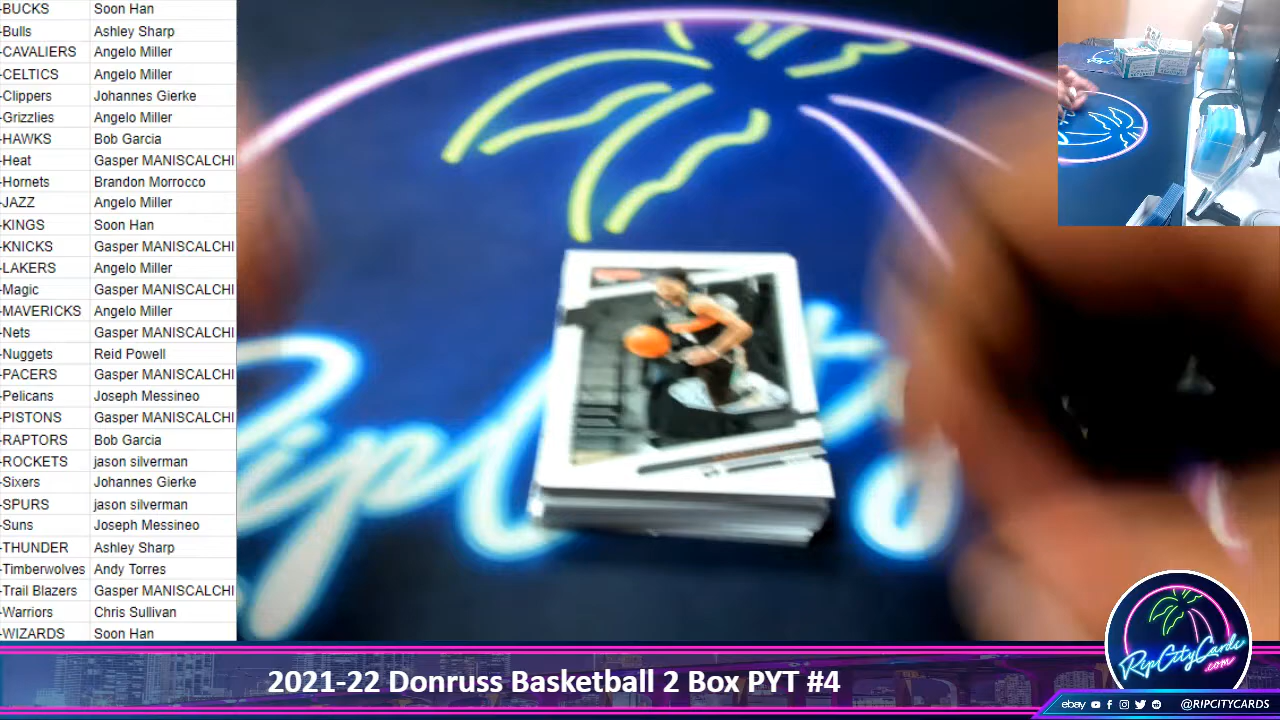 -BUCKS Soon Han
-Bulls Ashley Sharp
-CAVALIERS Angelo Miller
-CELTICS Angelo Miller
-Clippers Johannes Gierke
-Grizzlies Angelo Miller
-HAWKS Bob Garcia
-Heat Gasper MANISCALCHI
-Hornets Brandon Morrocco
-JAZZ Angelo Miller
-KINGS Soon Han
-KNICKS Gasper MANISCALCHI
-LAKERS Angelo Miller
-Magic Gasper MANISCALCHI
-MAVERICKS Angelo Miller
-Nets Gasper MANISCALCHI
-Nuggets Reid Powell
-PACERS Gasper MANISCALCHI
-Pelicans Joseph Messineo
-PISTONS Gasper MANISCALCHI
-RAPTORS Bob Garcia
-ROCKETS jason silverman
-Sixers Johannes Gierke
-SPURS jason silverman
-Suns Joseph Messineo
-THUNDER Ashley Sharp
-Timberwolves Andy Torres
-Trail Blazers Gasper MANISCALCHI
-Warriors Chris Sullivan
-WIZARDS Soon Han
RipCityCards
.com
2021-22 Donruss Basketball 2 Box PYT #4
ebay @RIPCITYCARDS